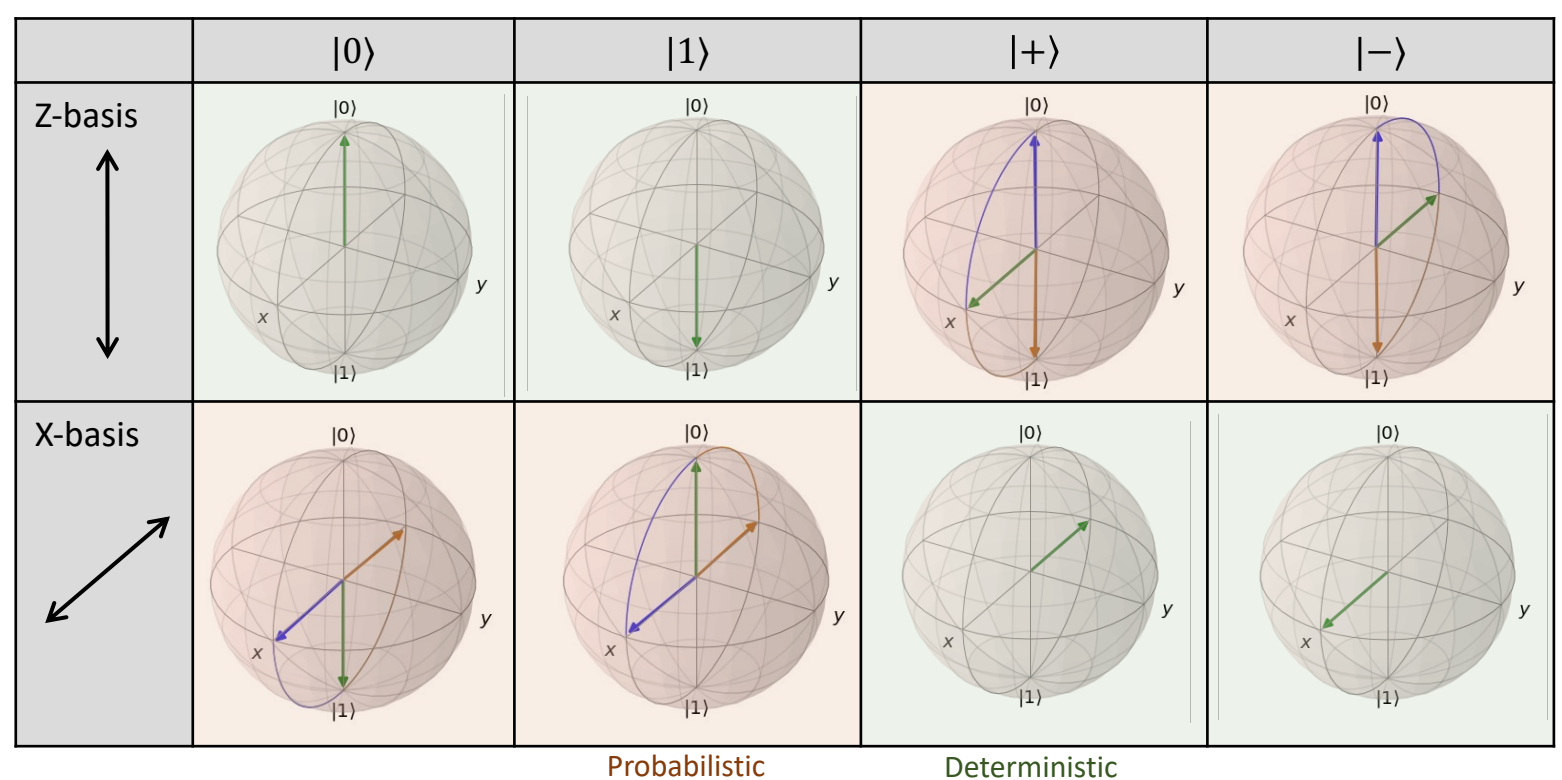 |0⟩ |1⟩ |+⟩ |−⟩
Z-basis
|0⟩ |0⟩ |0⟩ |0⟩
y y y y
x x x x
|1⟩ |1⟩ |1⟩ |1⟩
X-basis
|0⟩ |0⟩ |0⟩ |0⟩
y y y y
x x x x
|1⟩ |1⟩ |1⟩ |1⟩
Probabilistic Deterministic